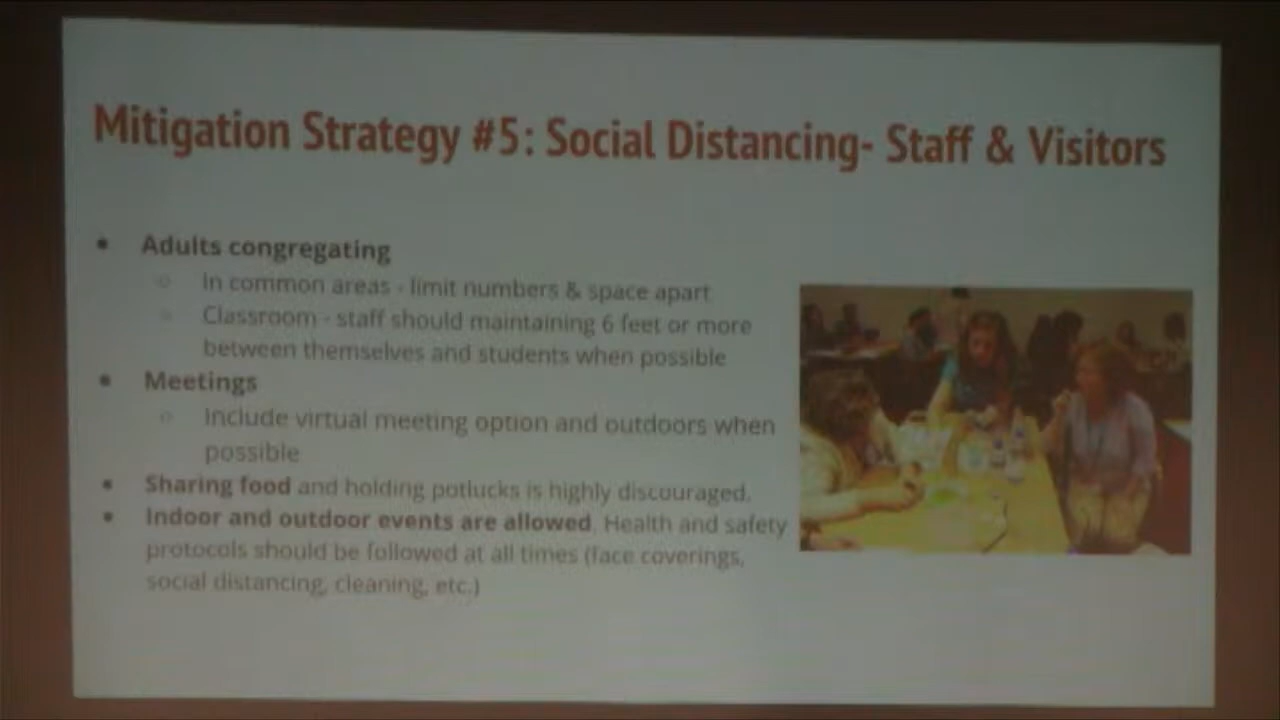 Mitigation Strategy #5: Social Distancing- Staff & Visitors
Adults congregating
In common areas - limit numbers & space apart
Classroom - staff should maintaining 6 feet or more
between themselves and students when possible
Meetings
Include virtual meeting option and outdoors when
possible
Sharing food and holding potlucks is highly discouraged.
Indoor and outdoor events are allowed. Health and safety
protocols should be followed at all times (face coverings,
social distancing, cleaning, etc.)